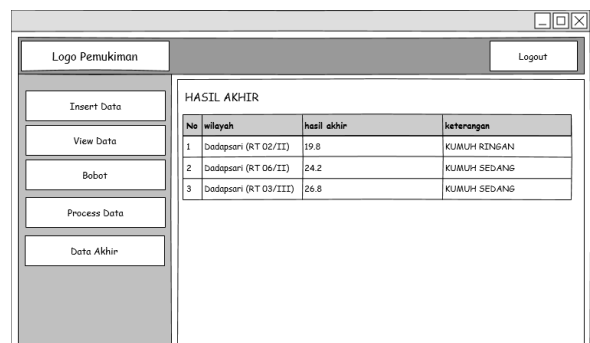 Logo Pemukiman
Logout
Insert Data
View Data
Bobot
Process Data
Data Akhir
HASIL AKHIR
No wilayah hasil akhir keterangan
1 Dadapsari (RT 02/II) 19.8 KUMUH RINGAN
2 Dadapsari (RT 06/II) 24.2 KUMUH SEDANG
3 Dadapsari (RT 03/III) 26.8 KUMUH SEDANG